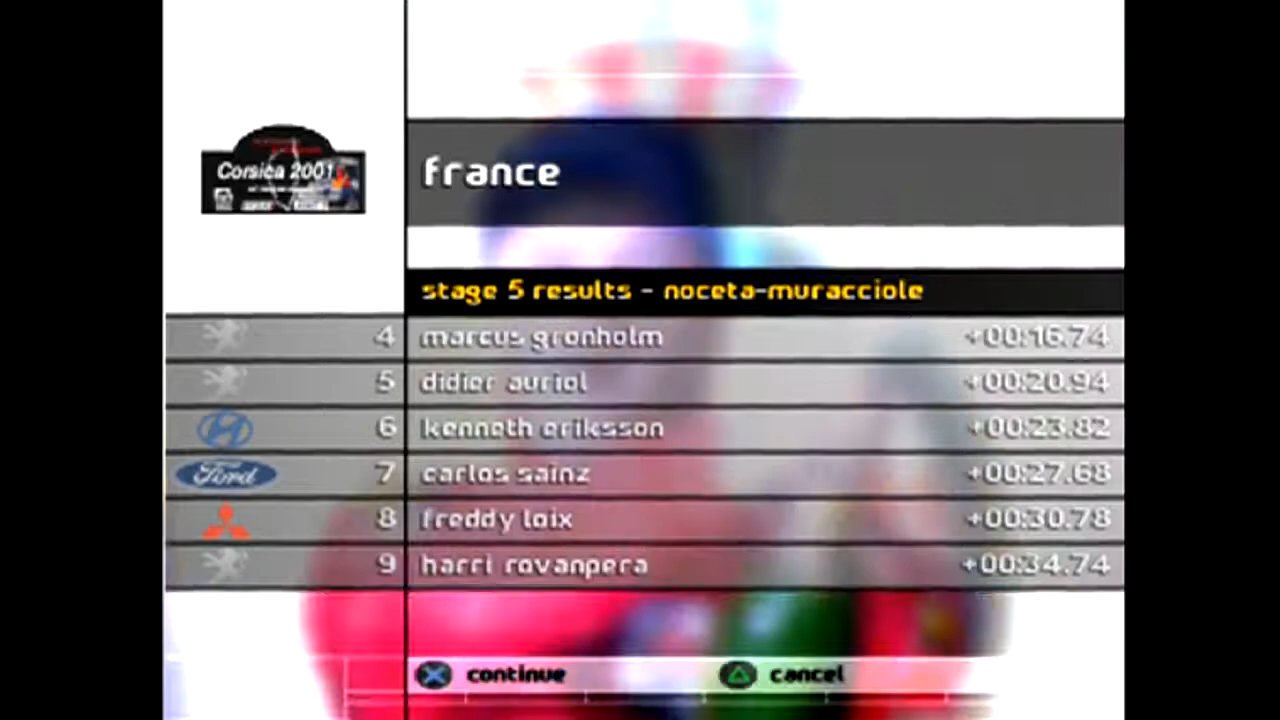 Corsica 2001
france
stage 5 results - noceta-muracciole
4 marcus gronholm +00:16.74
5 didier auriol +00:20.94
6 kenneth eriksson +00:23.82
Ford 7 carlos sainz +00:27.68
8 freddy loix +00:30.78
9 harri rovanpera +00:34.74
continue cancel